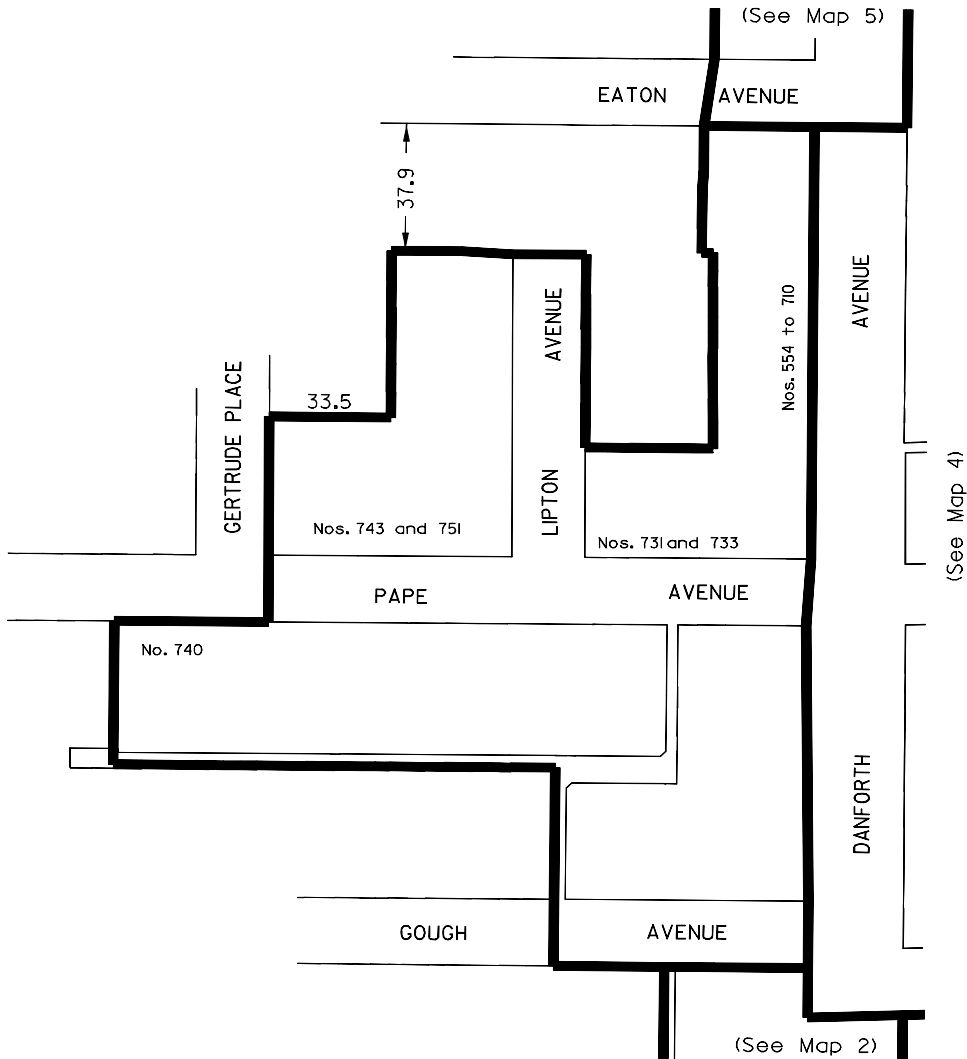 (See Map 5)
EATON AVENUE
37.9
AVENUE
AVENUE
Nos. 554 to 710
GERTRUDE PLACE
33.5
LIPTON
(See Map 4)
Nos. 743 and 751
Nos. 731 and 733
PAPE AVENUE
No. 740
DANFORTH
GOUGH AVENUE
(See Map 2)